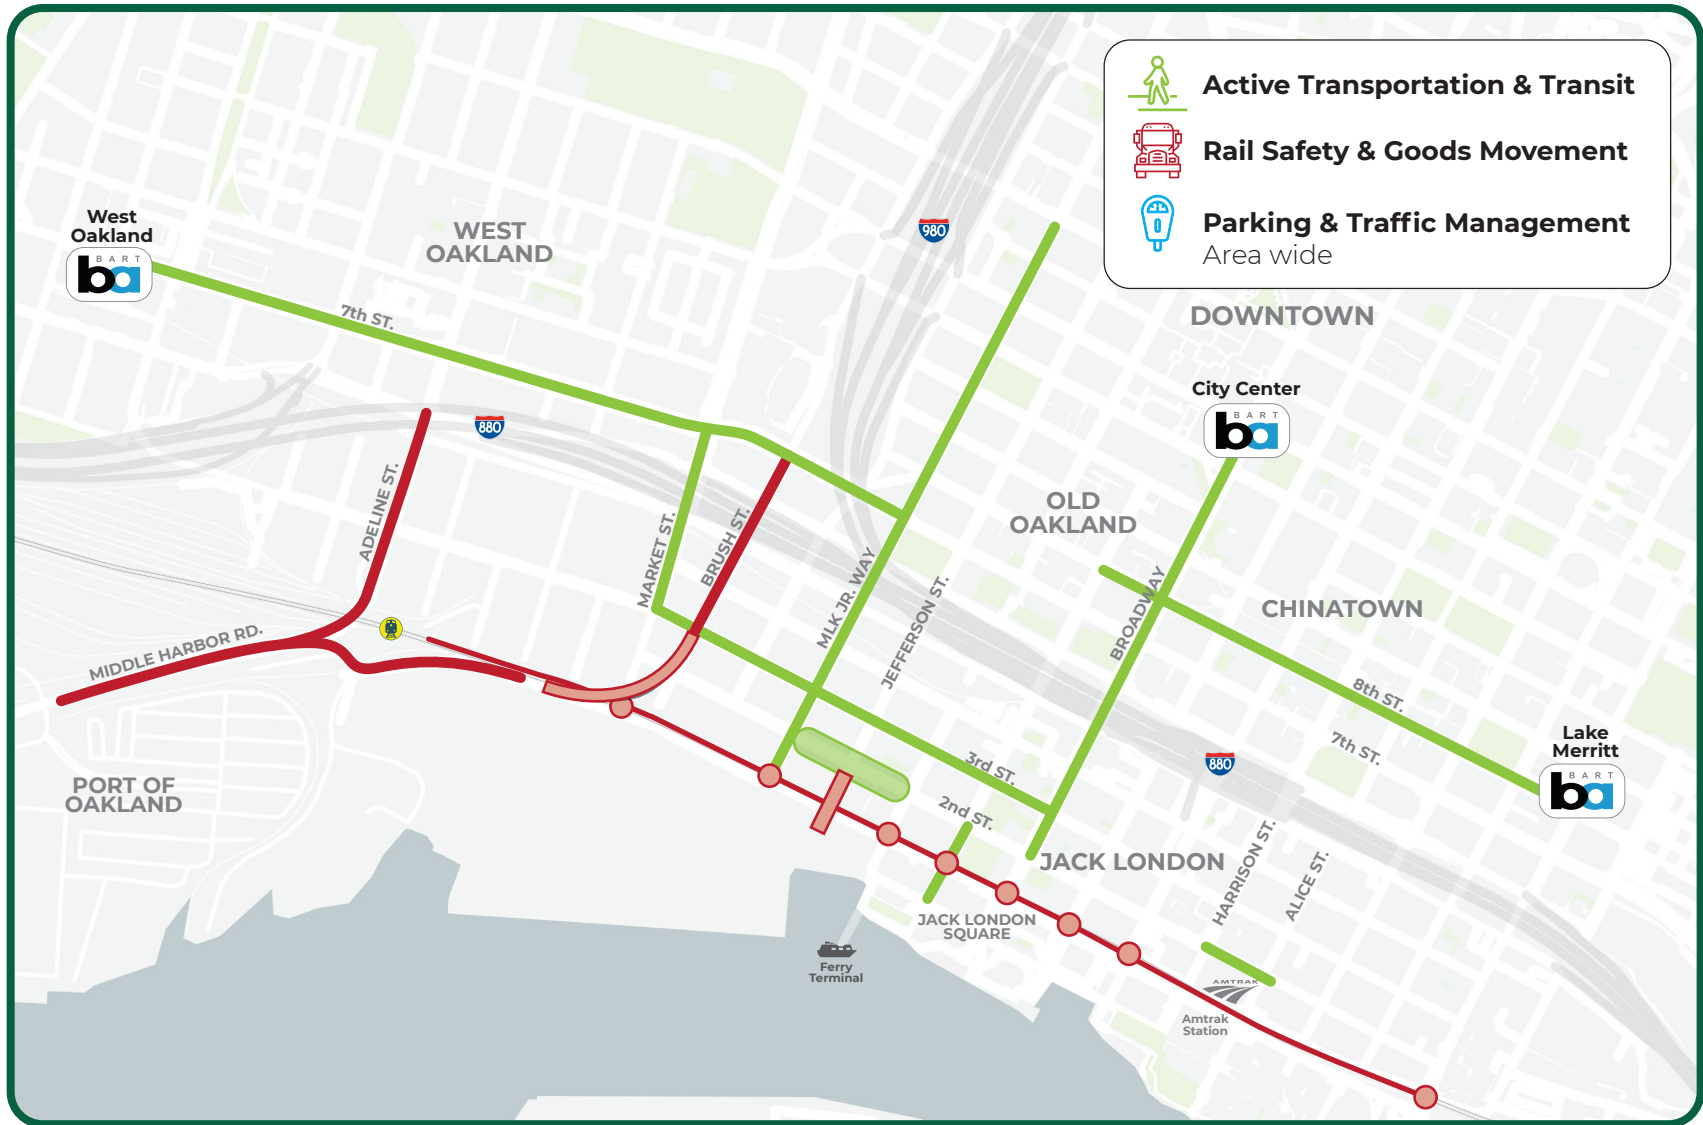 Active Transportation & Transit
Rail Safety & Goods Movement
Parking & Traffic Management
Area wide
West
Oakland
BART
ba
WEST
OAKLAND
980
DOWNTOWN
7th ST.
City Center
BART
ba
880
ADELINE ST.
MARKET ST.
BRUSH ST.
MLK JR. WAY
JEFFERSON ST.
OLD
OAKLAND
BROADWAY
CHINATOWN
MIDDLE HARBOR RD.
8th ST.
7th ST.
Lake
Merritt
BART
ba
880
PORT OF
OAKLAND
3rd ST.
2nd ST.
JACK LONDON
HARRISON ST.
ALICE ST.
JACK LONDON
SQUARE
Ferry
Terminal
AMTRAK
Amtrak
Station